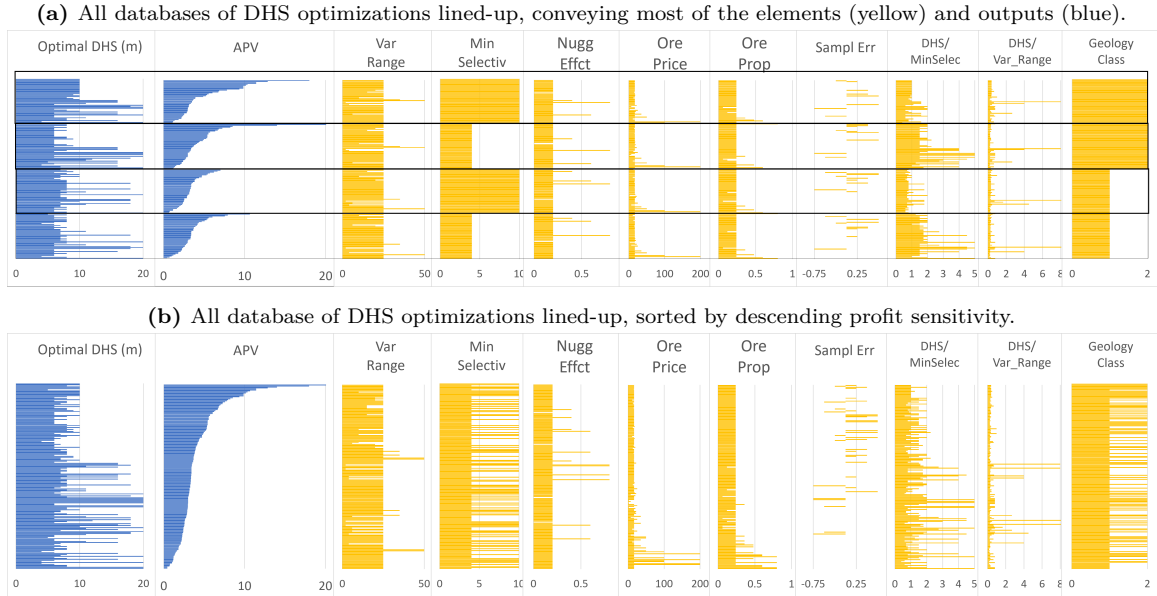 (a) All databases of DHS optimizations lined-up, conveying most of the elements (yellow) and outputs (blue).
Optimal DHS (m) APV Var Range Min Selectiv Nugg Effct Ore Price Ore Prop Sampl Err DHS/ MinSelec DHS/ Var_Range Geology Class
0 10 20 0 10 20 0 50 0 5 10 0 0.5 0 100 200 0 1 -0.75 0.25 0 1 2 3 4 5 0 2 4 6 8 0 2
(b) All database of DHS optimizations lined-up, sorted by descending profit sensitivity.
Optimal DHS (m) APV Var Range Min Selectiv Nugg Effct Ore Price Ore Prop Sampl Err DHS/ MinSelec DHS/ Var_Range Geology Class
0 10 20 0 10 20 0 50 0 5 10 0 0.5 0 100 200 0 1 -0.75 0.25 0 1 2 3 4 5 0 2 4 6 8 0 2